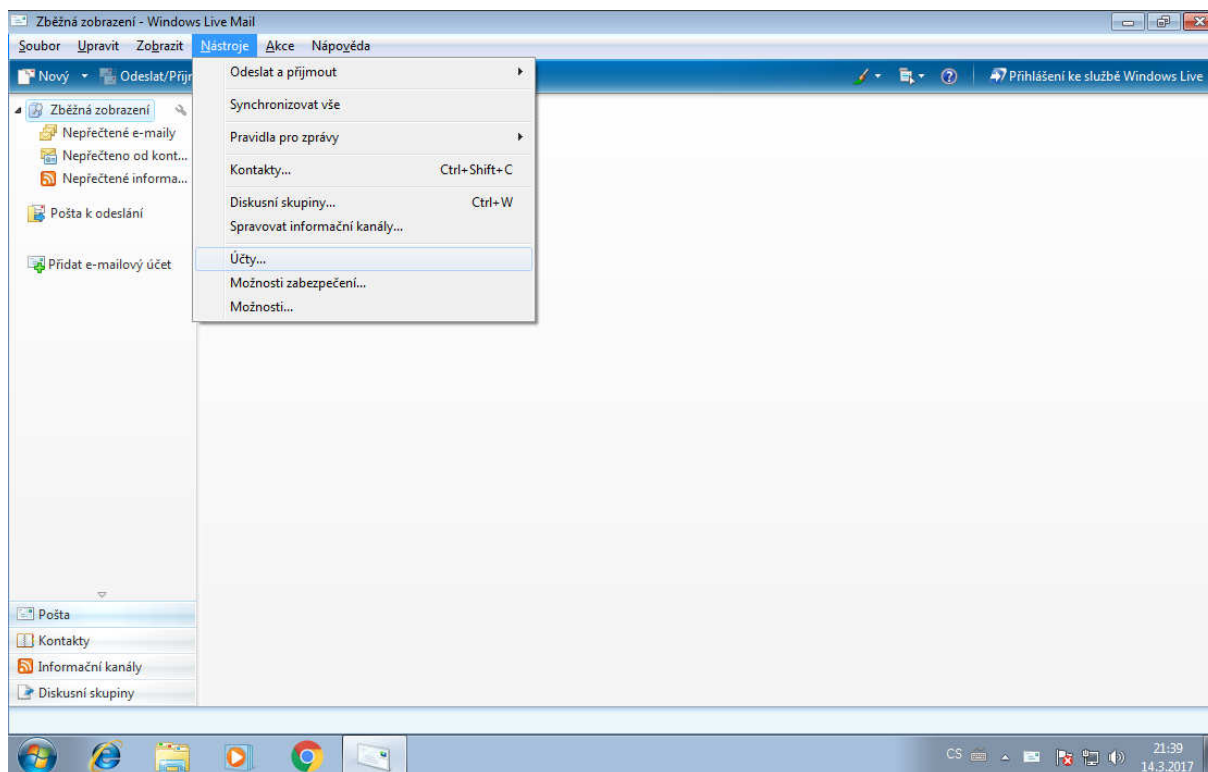 Zběžná zobrazení - Windows Live Mail
Soubor Upravit Zobrazit Nástroje Akce Nápověda
Nový Odeslat/Přijr Přihlášení ke službě Windows Live
Zběžná zobrazení
Nepřečtené e-maily
Nepřečteno od kont...
Nepřečtené informa...
Pošta k odeslání
Přidat e-mailový účet
Odeslat a přijmout
Synchronizovat vše
Pravidla pro zprávy
Kontakty... Ctrl+Shift+C
Diskusní skupiny... Ctrl+W
Spravovat informační kanály...
Účty...
Možnosti zabezpečení...
Možnosti...
Pošta
Kontakty
Informační kanály
Diskusní skupiny
CS 21:39
14.3.2017